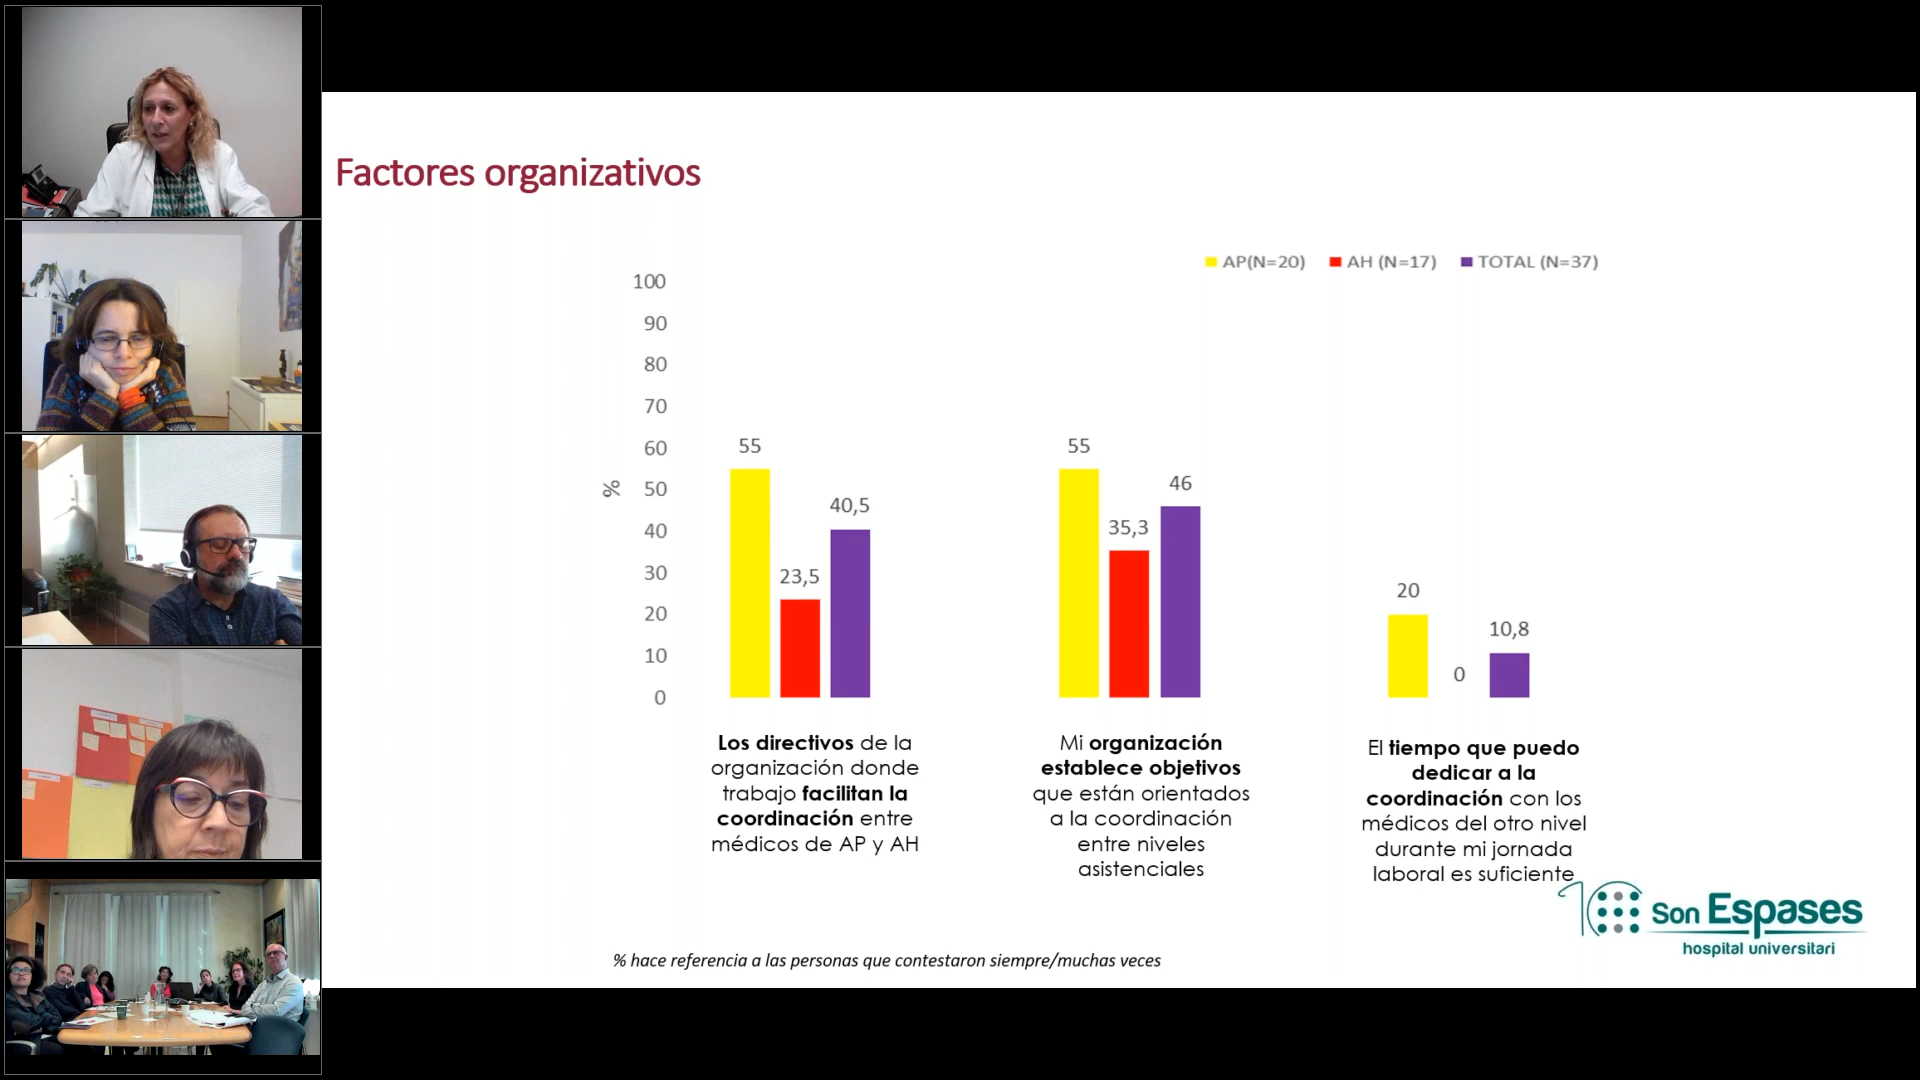 Factores organizativos
AP(N=20) AH (N=17) TOTAL (N=37)
100
90
80
70
60
50
40
30
20
10
0
%
55
23,5
40,5
55
35,3
46
20
0
10,8
Los directivos de la
organización donde
trabajo facilitan la
coordinación entre
médicos de AP y AH
Mi organización
establece objetivos
que están orientados
a la coordinación
entre niveles
asistenciales
El tiempo que puedo
dedicar a la
coordinación con los
médicos del otro nivel
durante mi jornada
laboral es suficiente
10 Son Espases
hospital universitari
% hace referencia a las personas que contestaron siempre/muchas veces